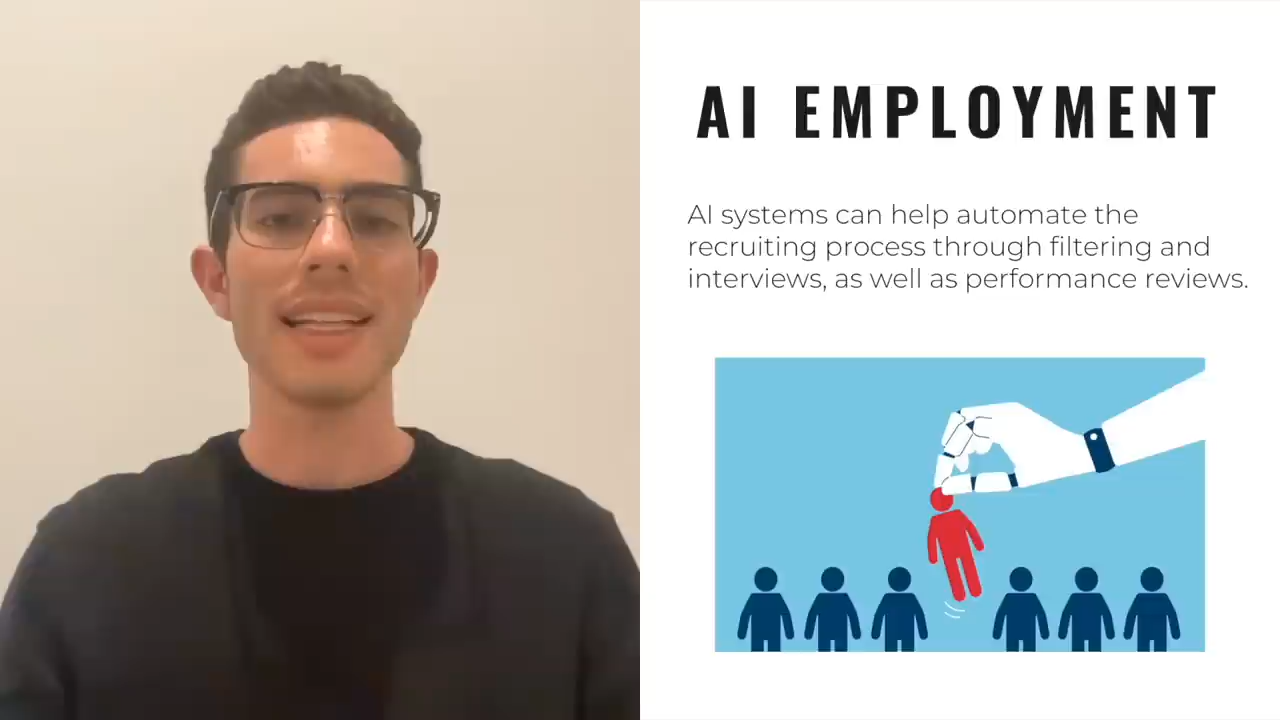 AI EMPLOYMENT
AI systems can help automate the
recruiting process through filtering and
interviews, as well as performance reviews.